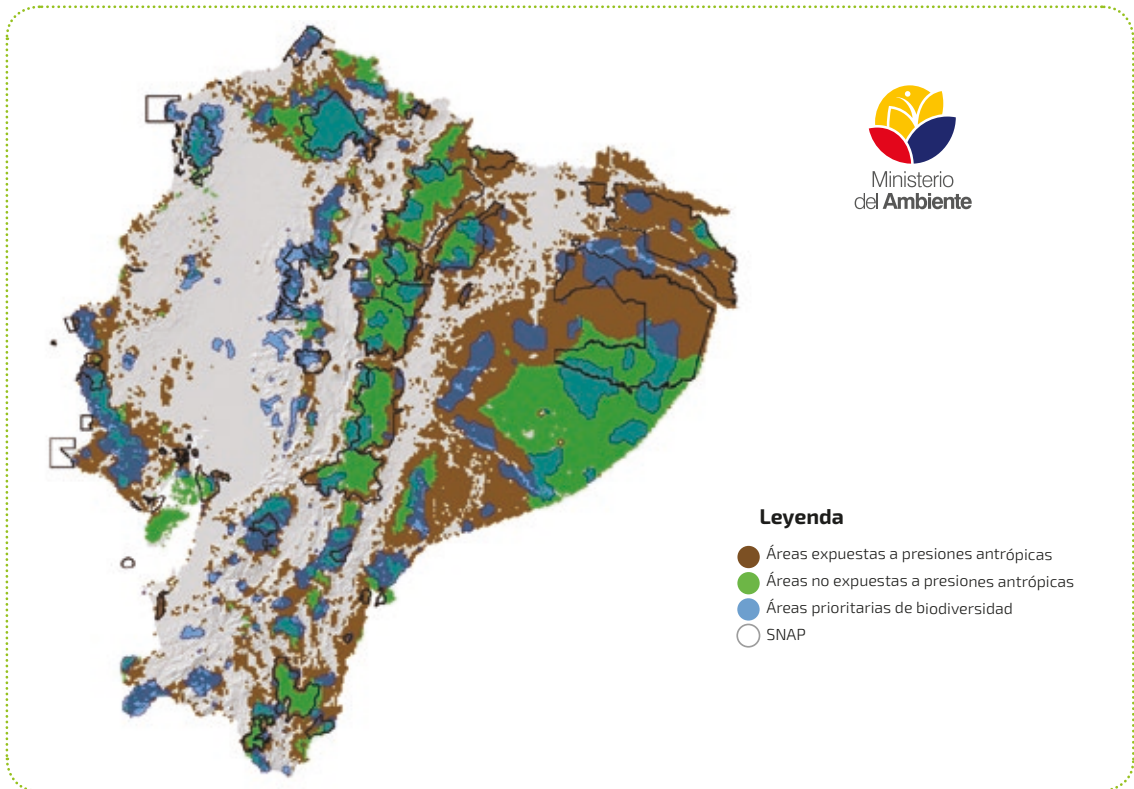 Ministerio
del Ambiente
Leyenda
Áreas expuestas a presiones antrópicas
Áreas no expuestas a presiones antrópicas
Áreas prioritarias de biodiversidad
SNAP